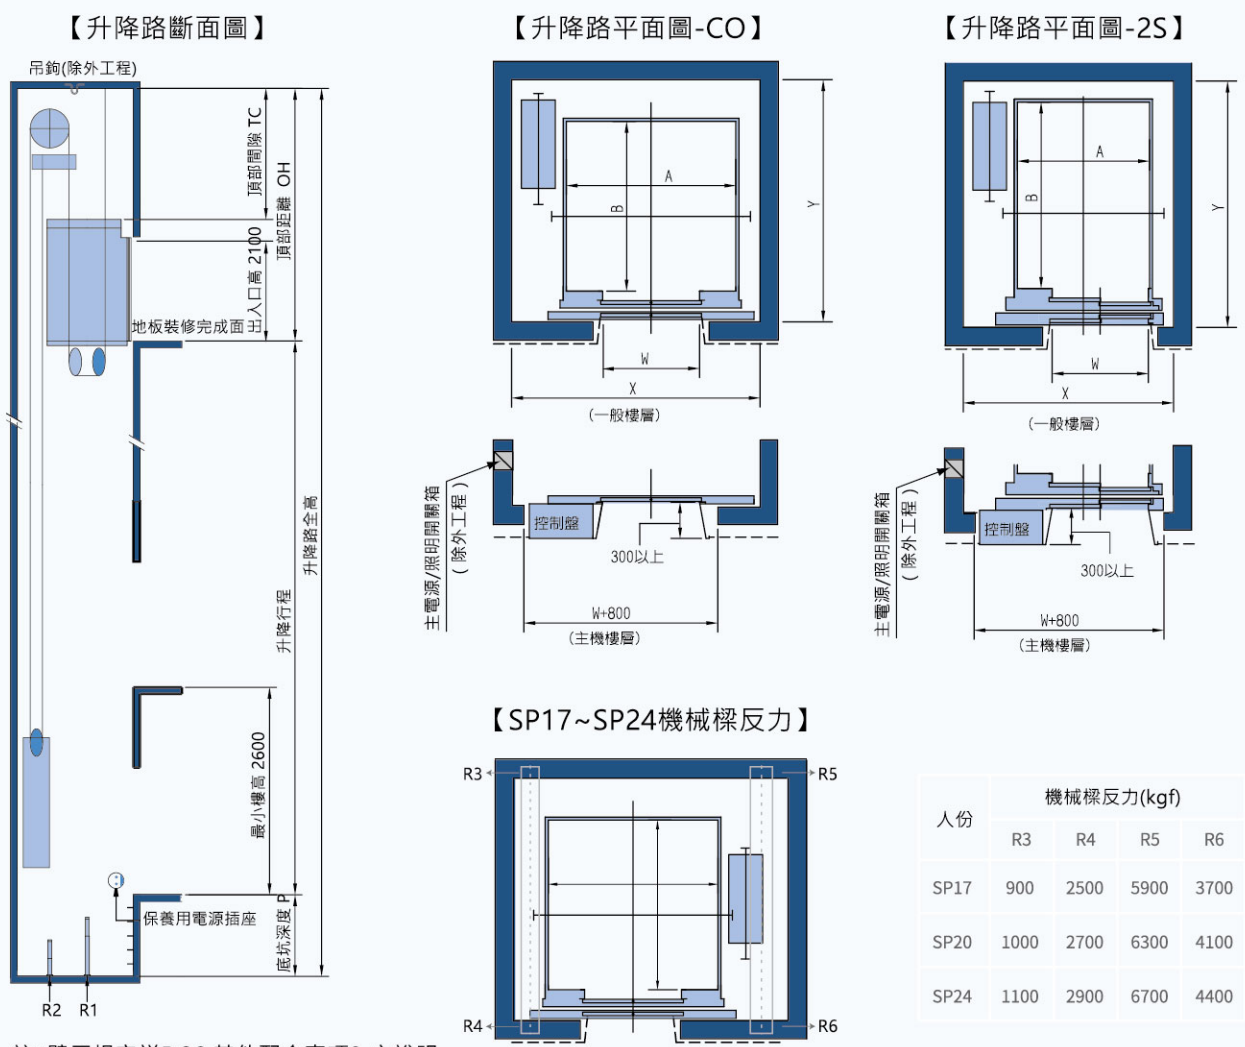 【升降路斷面圖】
吊鉤(除外工程)
頂部間隙 TC
頂部距離 OH
出入口高 2100
地板裝修完成面
升降路全高
升降行程
最小樓高 2600
保養用電源插座
底坑深度 P
R2
R1
【升降路平面圖-CO】
A
B
Y
W
X
(一般樓層)
主電源/照明開關箱
(除外工程)
控制盤
300以上
W+800
(主機樓層)
【升降路平面圖-2S】
A
B
Y
W
X
(一般樓層)
主電源/照明開關箱
(除外工程)
控制盤
300以上
W+800
(主機樓層)
【SP17~SP24機械樑反力】
R3
R5
R4
R6
人份 機械樑反力(kgf)
R3 R4 R5 R6
SP17 900 2500 5900 3700
SP20 1000 2700 6300 4100
SP24 1100 2900 6700 4400